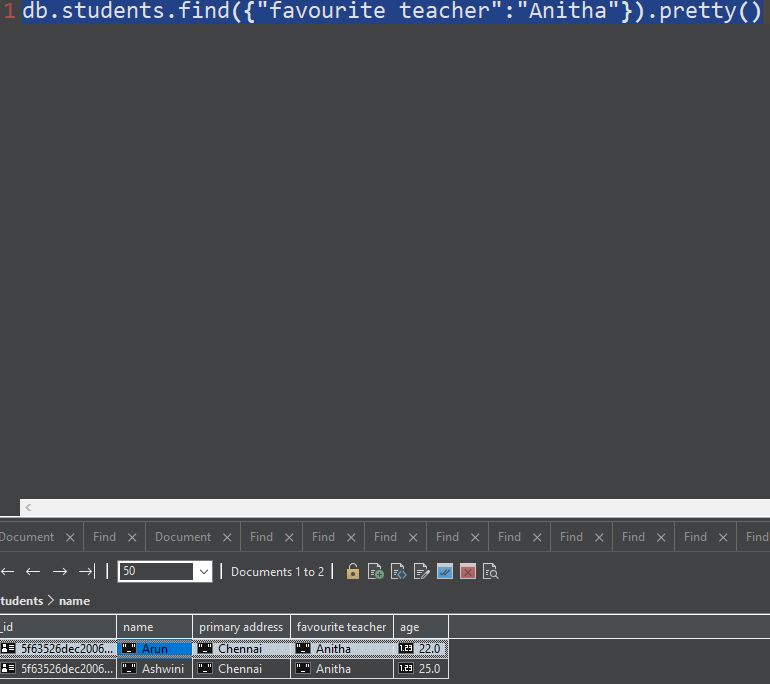 1 db.students.find({"favourite teacher":"Anitha"}).pretty()
Document Find Document Find Find Find Find Find Find Find Find Find
50 Documents 1 to 2
tudents > name
_id name primary address favourite teacher age
5f63526dec2006... Arun Chennai Anitha 22.0
5f63526dec2006... Ashwini Chennai Anitha 25.0